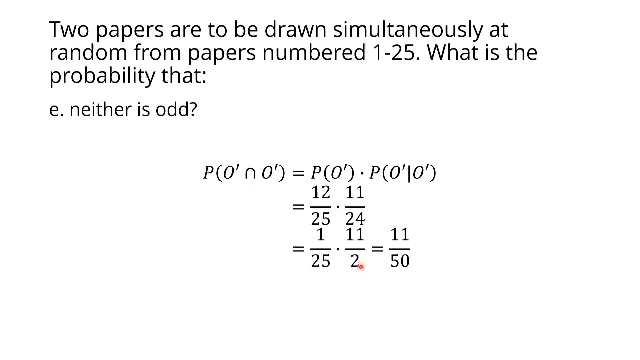 Two papers are to be drawn simultaneously at
random from papers numbered 1-25. What is the
probability that:
e. neither is odd?
P(O′ ∩ O′) = P(O′) · P(O′|O′)
= 12/25 · 11/24
= 1/25 · 11/2 = 11/50